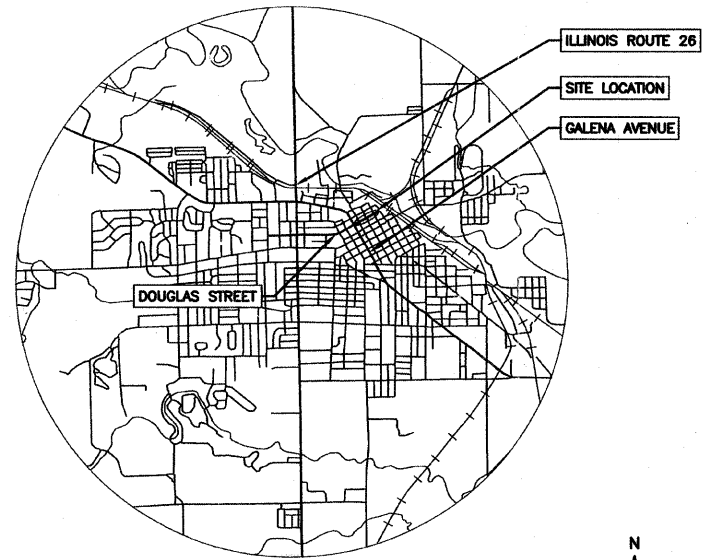 ILLINOIS ROUTE 26
SITE LOCATION
GALENA AVENUE
DOUGLAS STREET
N